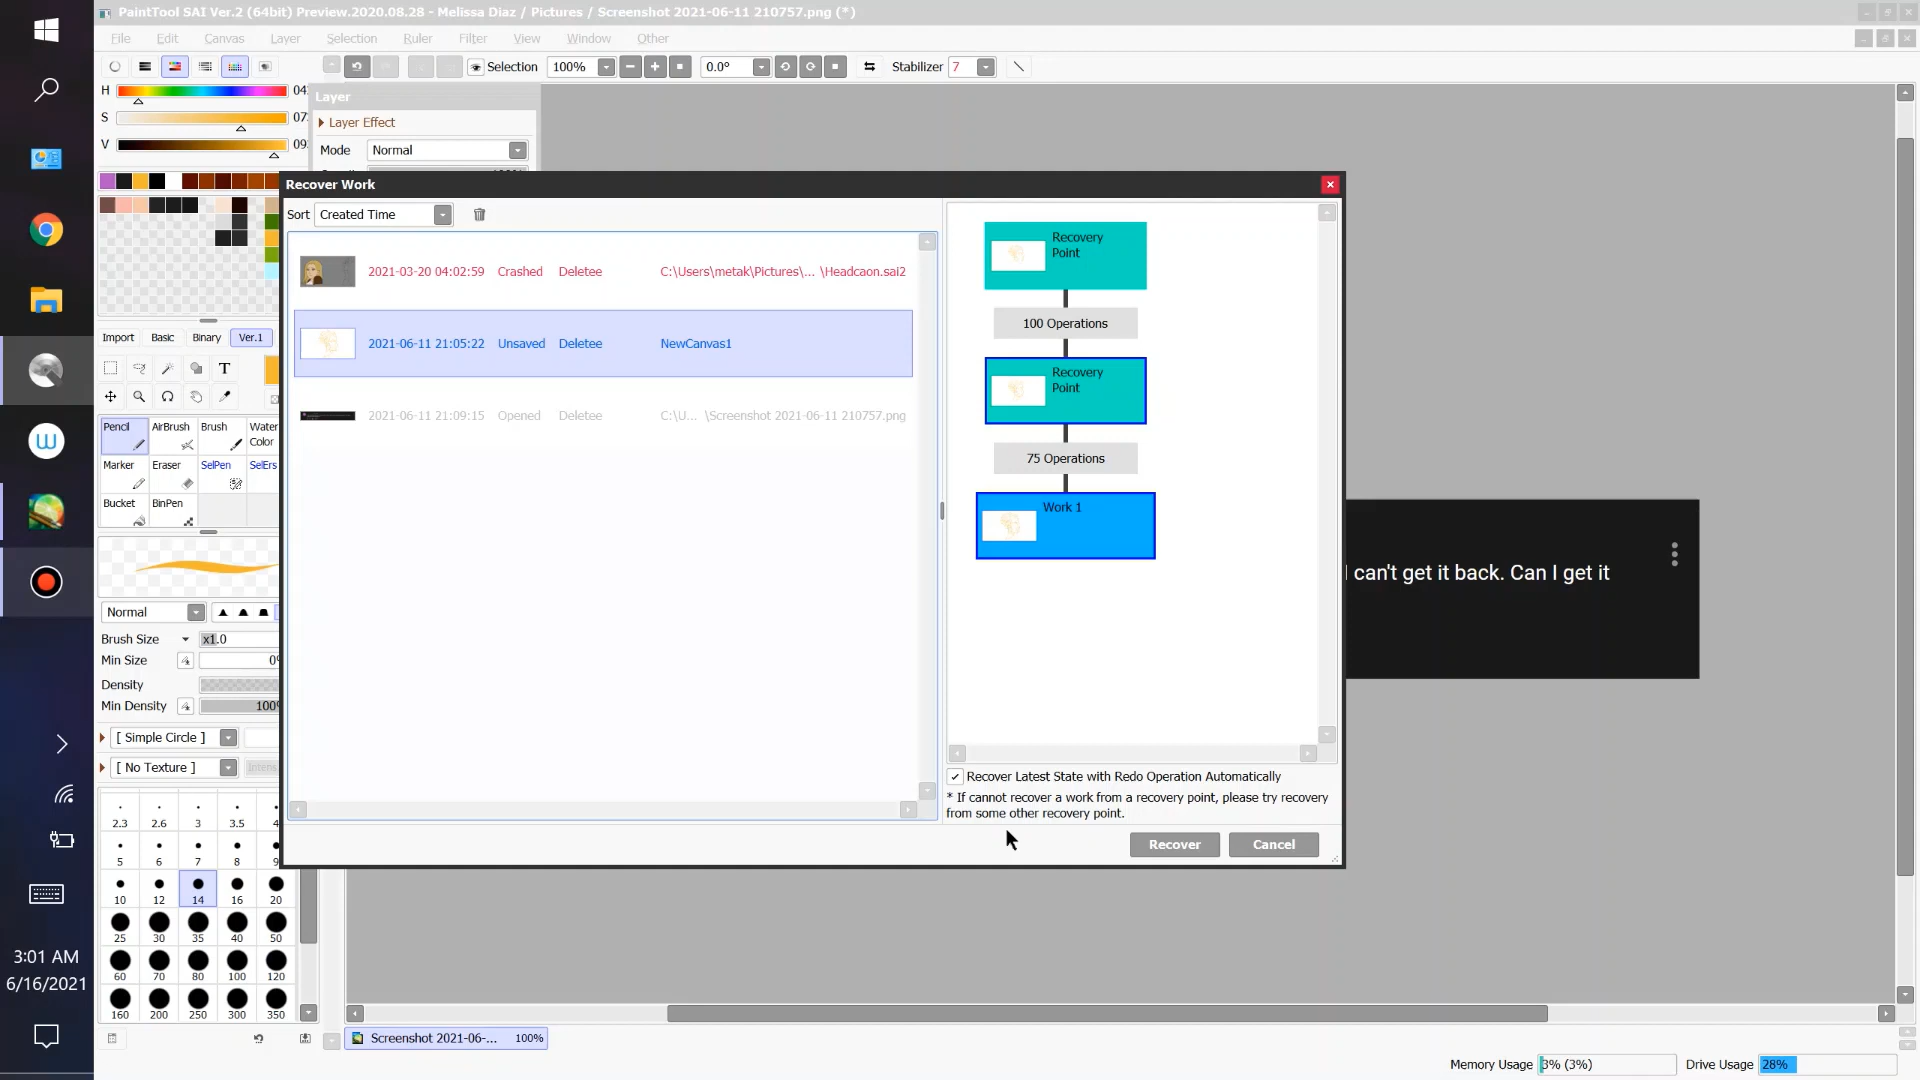 PaintTool SAI Ver.2 (64bit) Preview.2020.08.28 - Melissa Diaz / Pictures / Screenshot 2021-06-11 210757.png (*)
File Edit Canvas Layer Selection Ruler Filter View Window Other
Selection 100% 0.0° Stabilizer 7
H 04
S 07
V 09
Layer
Layer Effect
Mode Normal
Recover Work
Sort Created Time
2021-03-20 04:02:59 Crashed Deletee C:\Users\metak\Pictures\... \Headcaon.sai2
2021-06-11 21:05:22 Unsaved Deletee NewCanvas1
2021-06-11 21:09:15 Opened Deletee C:\U... \Screenshot 2021-06-11 210757.png
Recovery
Point
100 Operations
Recovery
Point
75 Operations
Work 1
Recover Latest State with Redo Operation Automatically
* If cannot recover a work from a recovery point, please try recovery
from some other recovery point.
Recover Cancel
can't get it back. Can I get it
Import Basic Binary Ver.1
T
Pencil AirBrush Brush Water
Color
Marker Eraser SelPen SelErs
Bucket BinPen
Normal
Brush Size x1.0
Min Size 0%
Density
Min Density 100%
[ Simple Circle ]
[ No Texture ] Intens
2.3 2.6 3 3.5 4
5 6 7 8 9
10 12 14 16 20
25 30 35 40 50
60 70 80 100 120
160 200 250 300 350
3:01 AM
6/16/2021
Screenshot 2021-06-... 100%
Memory Usage 3% (3%) Drive Usage 28%